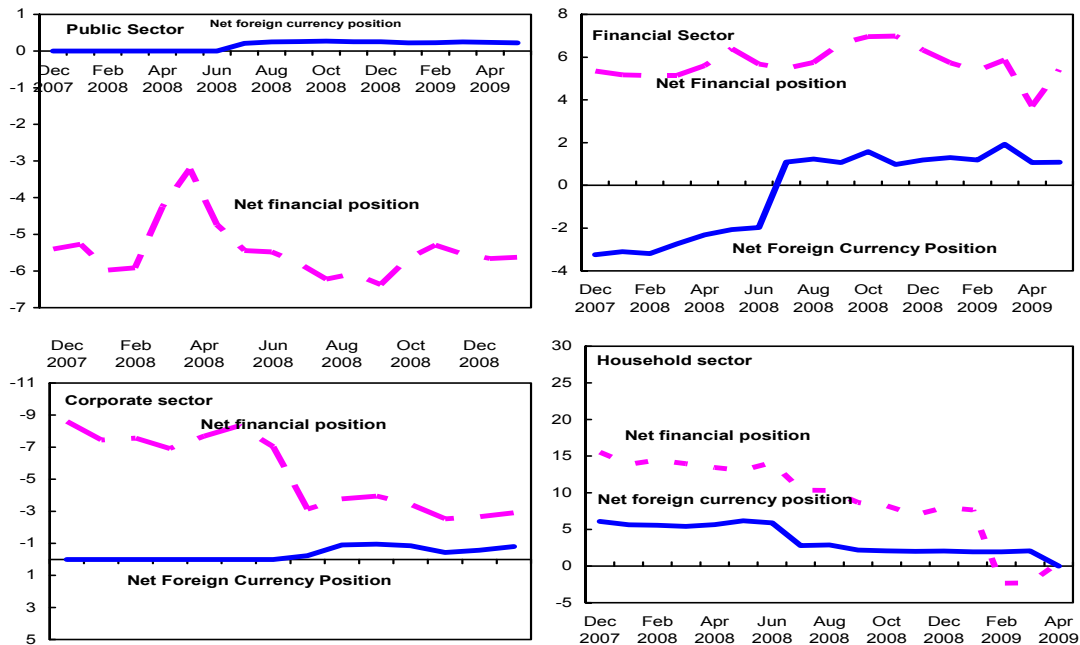 Public Sector
Net foreign currency position
1
0
-1
-3
-4
-5
-6
-7
Dec Feb Apr Jun Aug Oct Dec Feb Apr
2007 2008 2008 2008 2008 2008 2008 2009 2009
Net financial position
Financial Sector
8
6
4
2
0
-2
-4
Net Financial position
Net Foreign Currency Position
Dec Feb Apr Jun Aug Oct Dec Feb Apr
2007 2008 2008 2008 2008 2008 2008 2009 2009
Dec Feb Apr Jun Aug Oct Dec
2007 2008 2008 2008 2008 2008 2008
-11
-9
-7
-5
-3
-1
1
3
5
Corporate sector
Net financial position
Net Foreign Currency Position
Household sector
30
25
20
15
10
5
0
-5
Net financial position
Net foreign currency position
Dec Feb Apr Jun Aug Oct Dec Feb Apr
2007 2008 2008 2008 2008 2008 2008 2009 2009